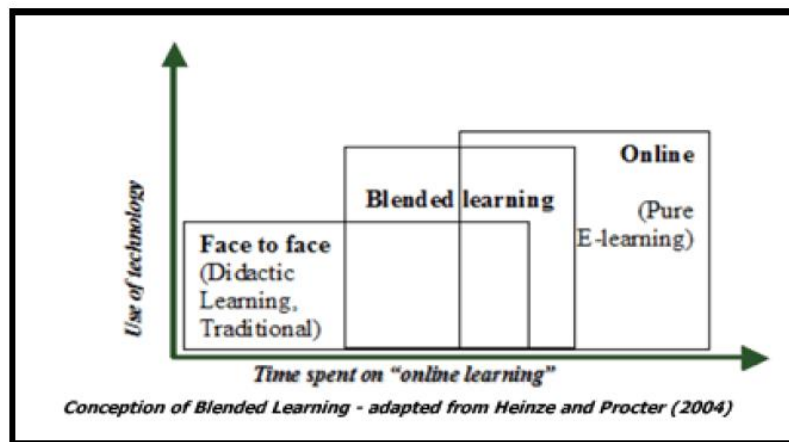 Use of technology
Online
Blended learning
(Pure
E-learning)
Face to face
(Didactic
Learning,
Traditional)
Time spent on “online learning”
Conception of Blended Learning - adapted from Heinze and Procter (2004)